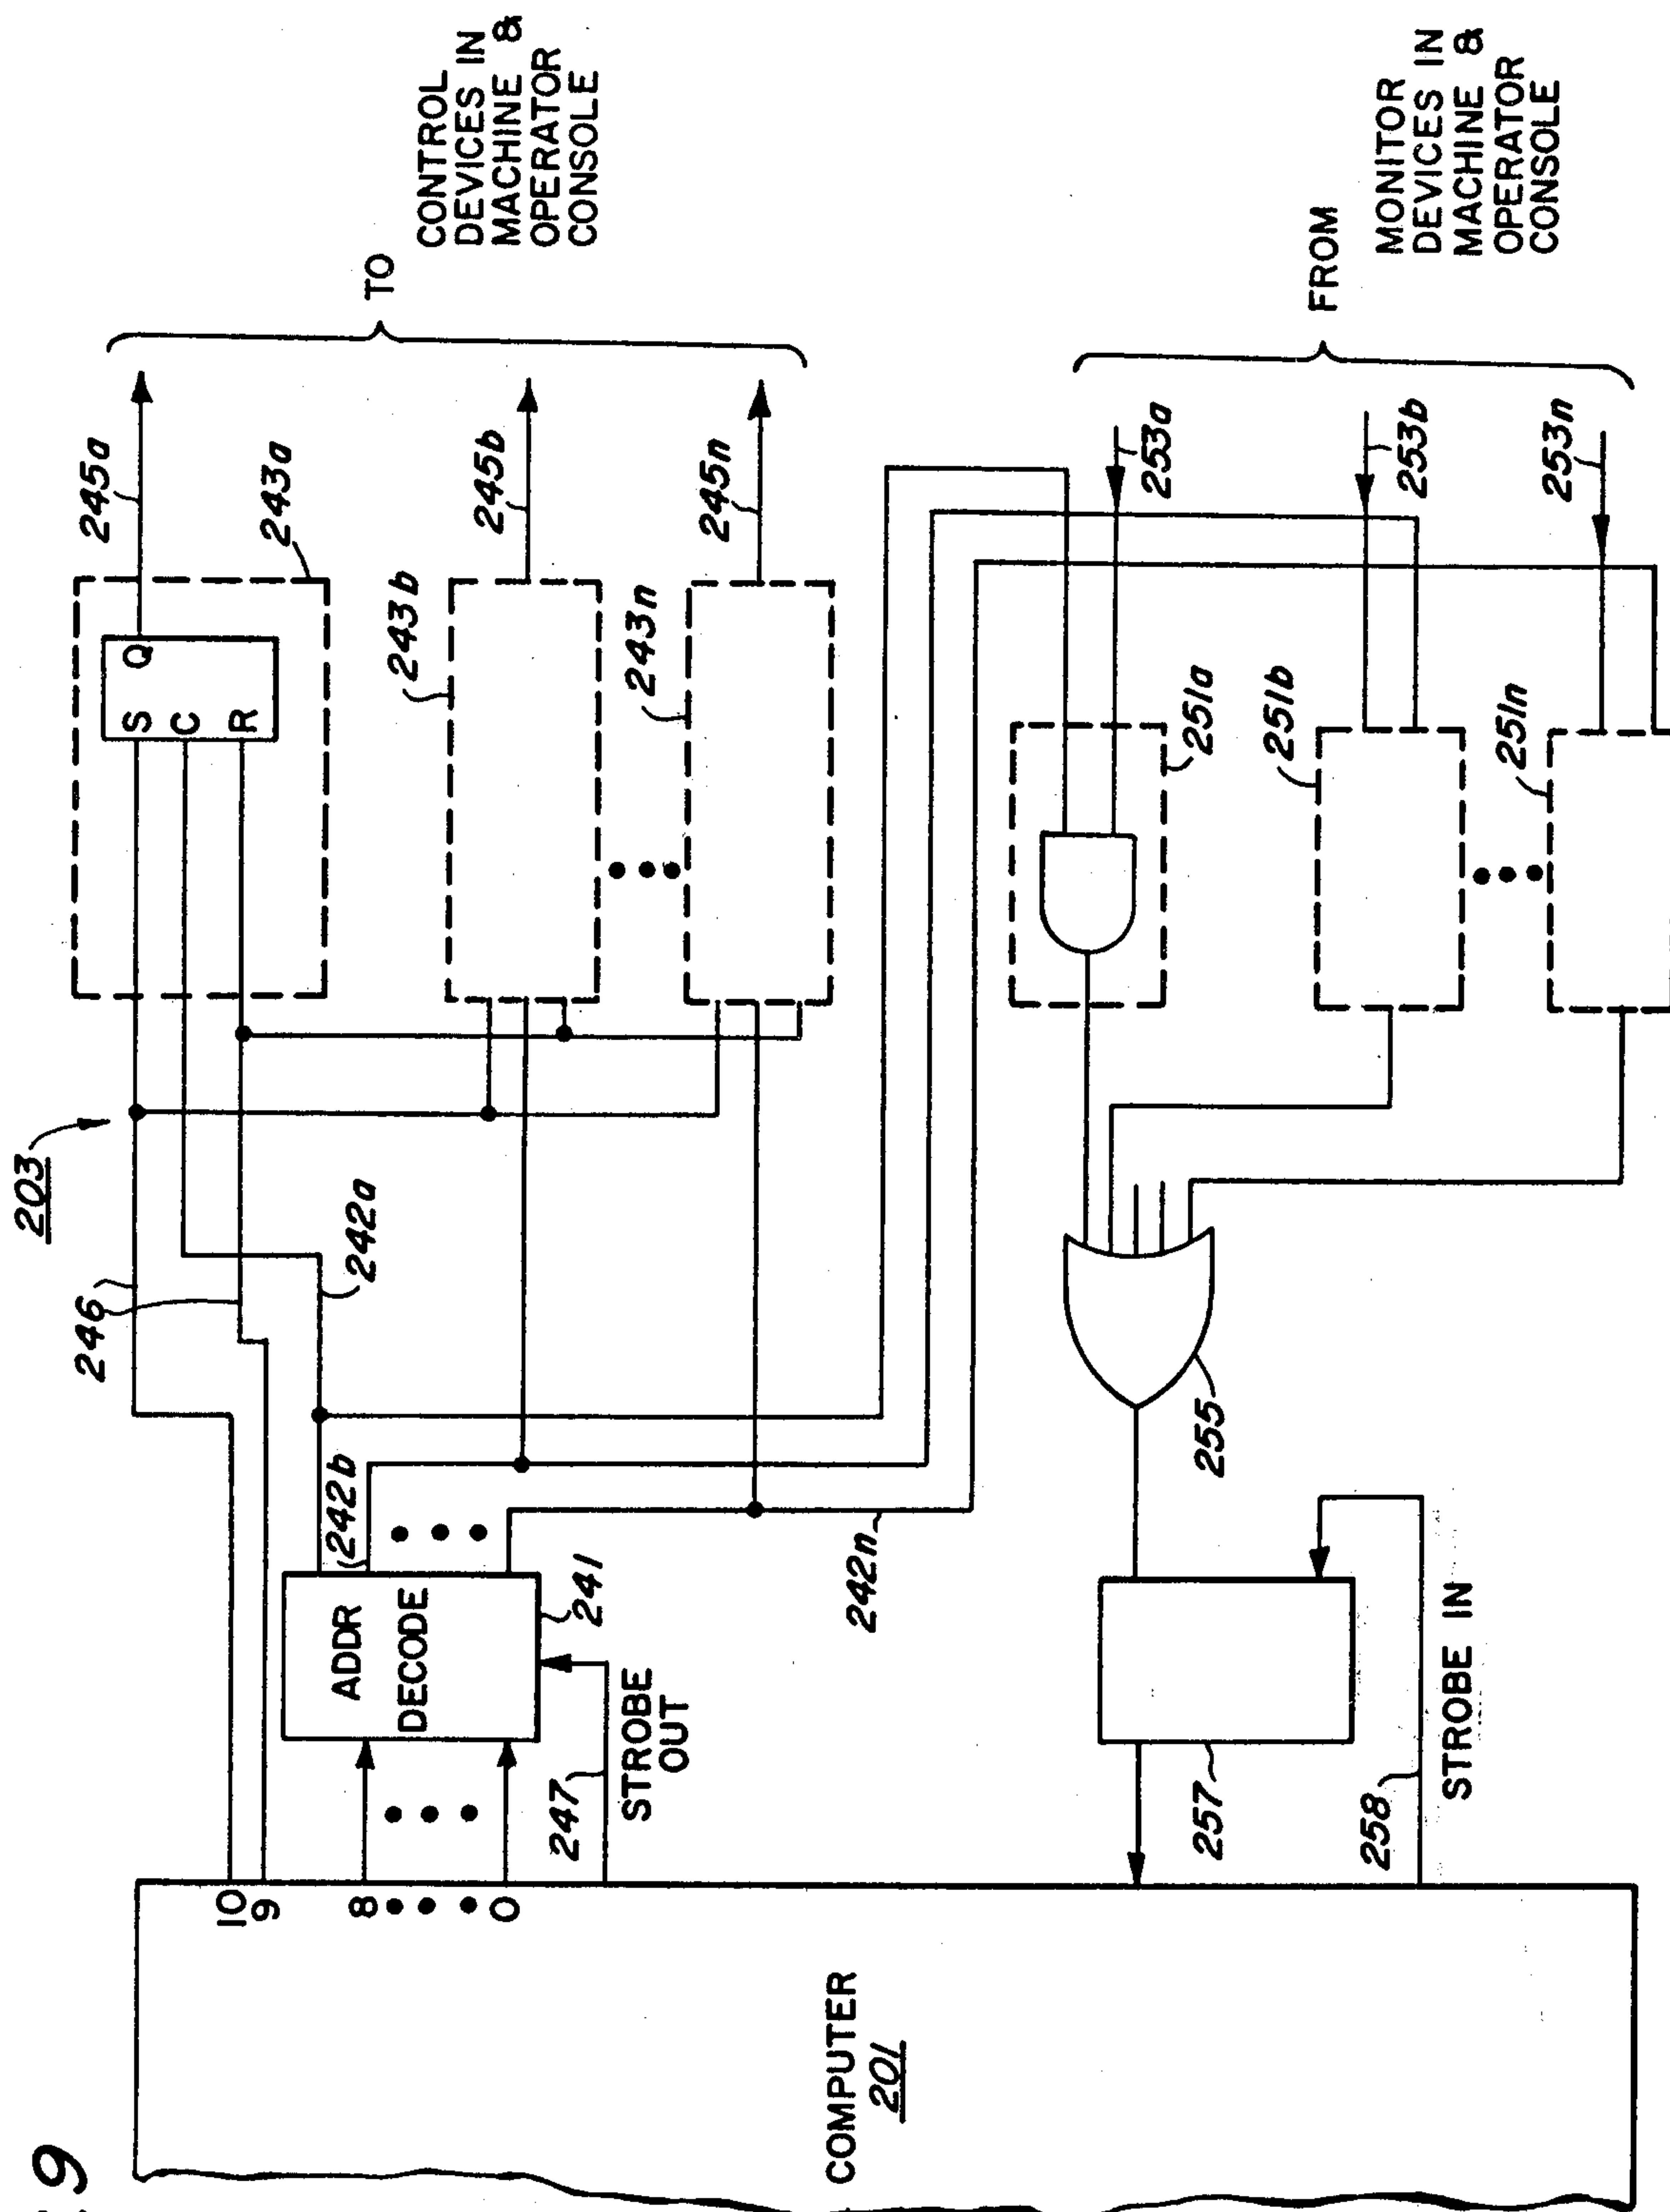 9
203
246
245a
243a
S
Q
C
R
245b
243b
245n
243n
TO
CONTROL
DEVICES IN
MACHINE &
OPERATOR
CONSOLE
242a
242b
10
9
8
0
ADDR
DECODE
241
247
STROBE
OUT
242n
COMPUTER
201
253a
253b
253n
251a
251b
251n
FROM
MONITOR
DEVICES IN
MACHINE &
OPERATOR
CONSOLE
255
257
258
STROBE IN